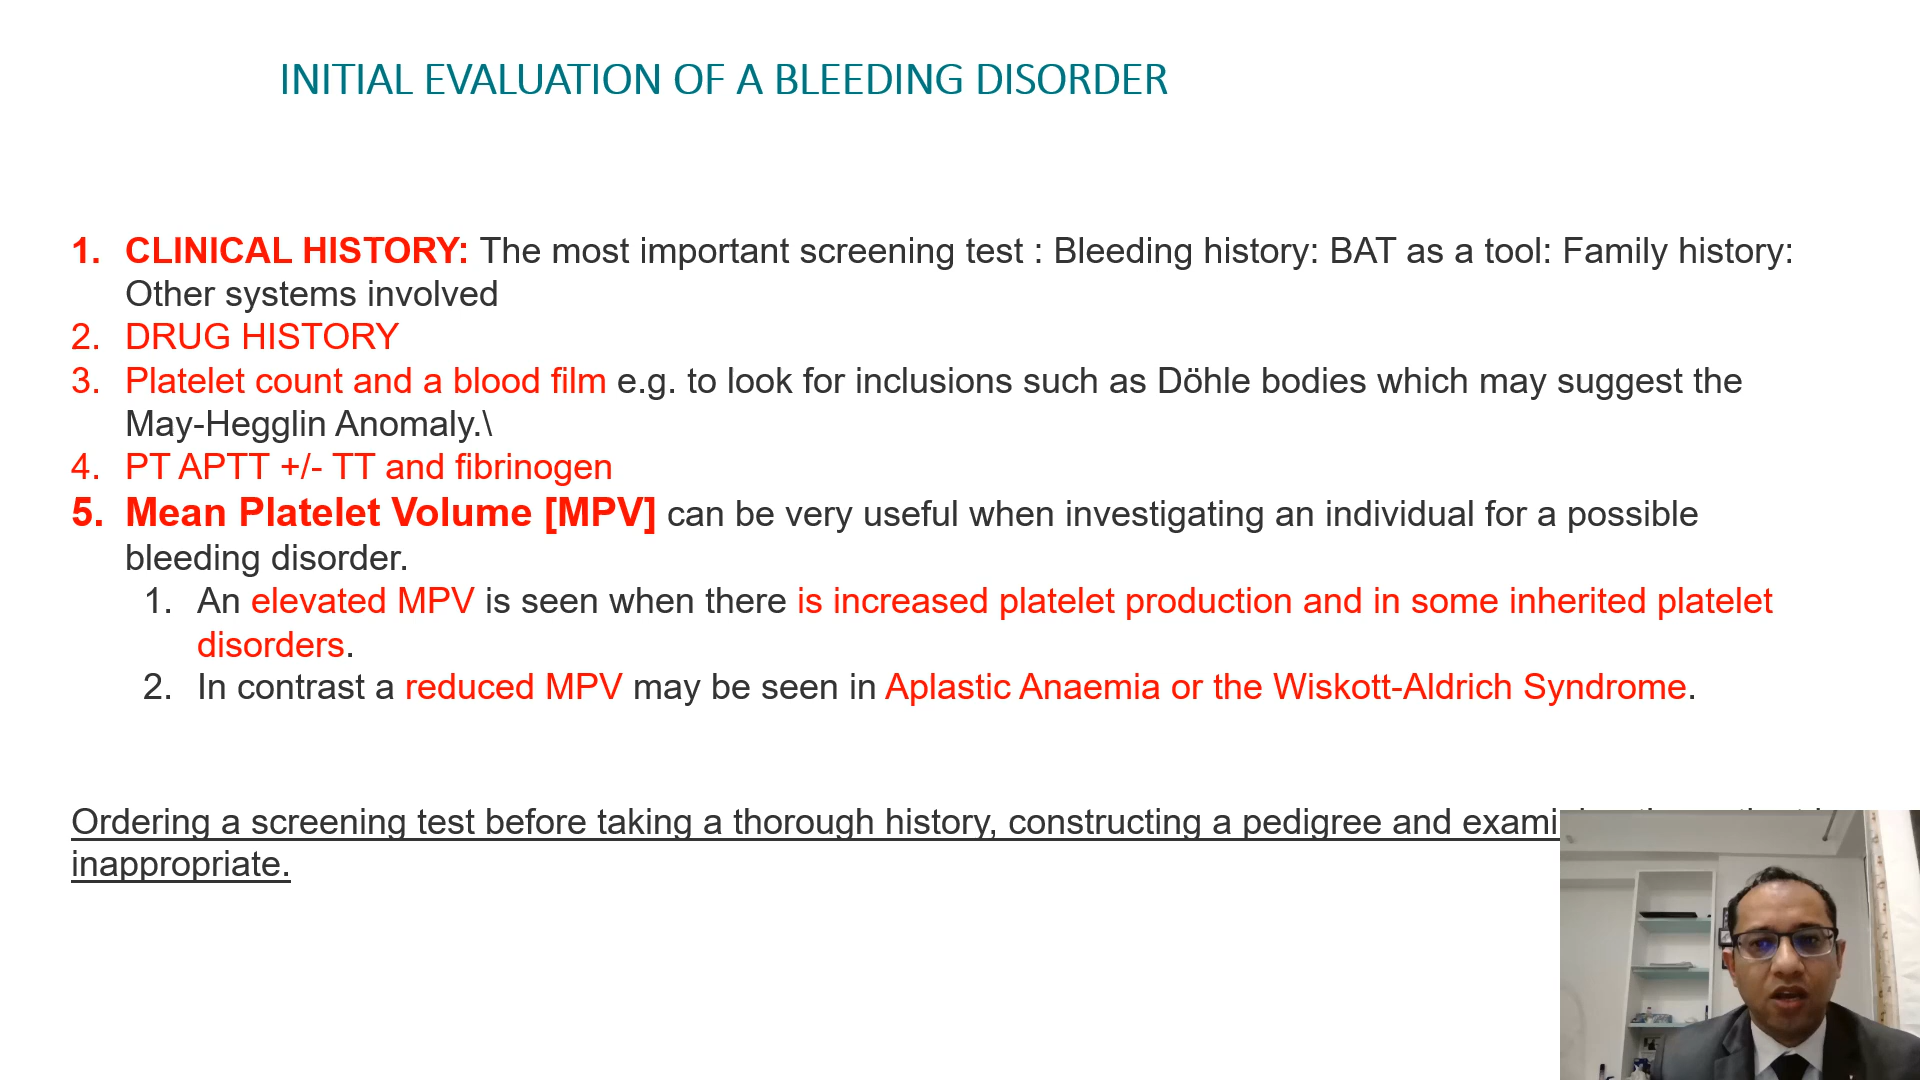 INITIAL EVALUATION OF A BLEEDING DISORDER
1. CLINICAL HISTORY: The most important screening test : Bleeding history: BAT as a tool: Family history:
Other systems involved
2. DRUG HISTORY
3. Platelet count and a blood film e.g. to look for inclusions such as Döhle bodies which may suggest the
May-Hegglin Anomaly.\
4. PT APTT +/- TT and fibrinogen
5. Mean Platelet Volume [MPV] can be very useful when investigating an individual for a possible
bleeding disorder.
1. An elevated MPV is seen when there is increased platelet production and in some inherited platelet
disorders.
2. In contrast a reduced MPV may be seen in Aplastic Anaemia or the Wiskott-Aldrich Syndrome.
Ordering a screening test before taking a thorough history, constructing a pedigree and
inappropriate.